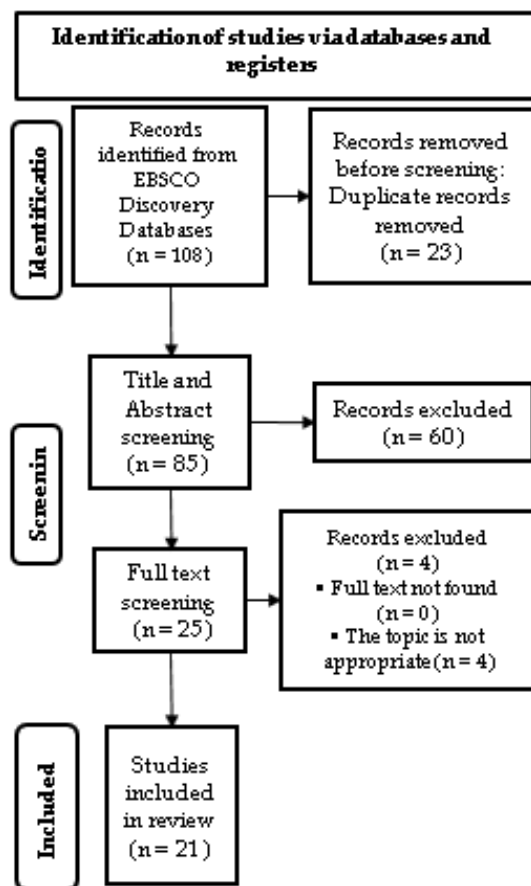 Identification of studies via databases and
registers
Identificatio
Records
identified from
EBSCO
Discovery
Databases
(n = 108)
Records removed
before screening:
Duplicate records
removed
(n = 23)
Screenin
Title and
Abstract
screening
(n = 85)
Records excluded
(n = 60)
Full text
screening
(n = 25)
Records excluded
(n = 4)
▪ Full text not found
(n = 0)
▪ The topic is not
appropriate (n = 4)
Included
Studies
included
in review
(n = 21)